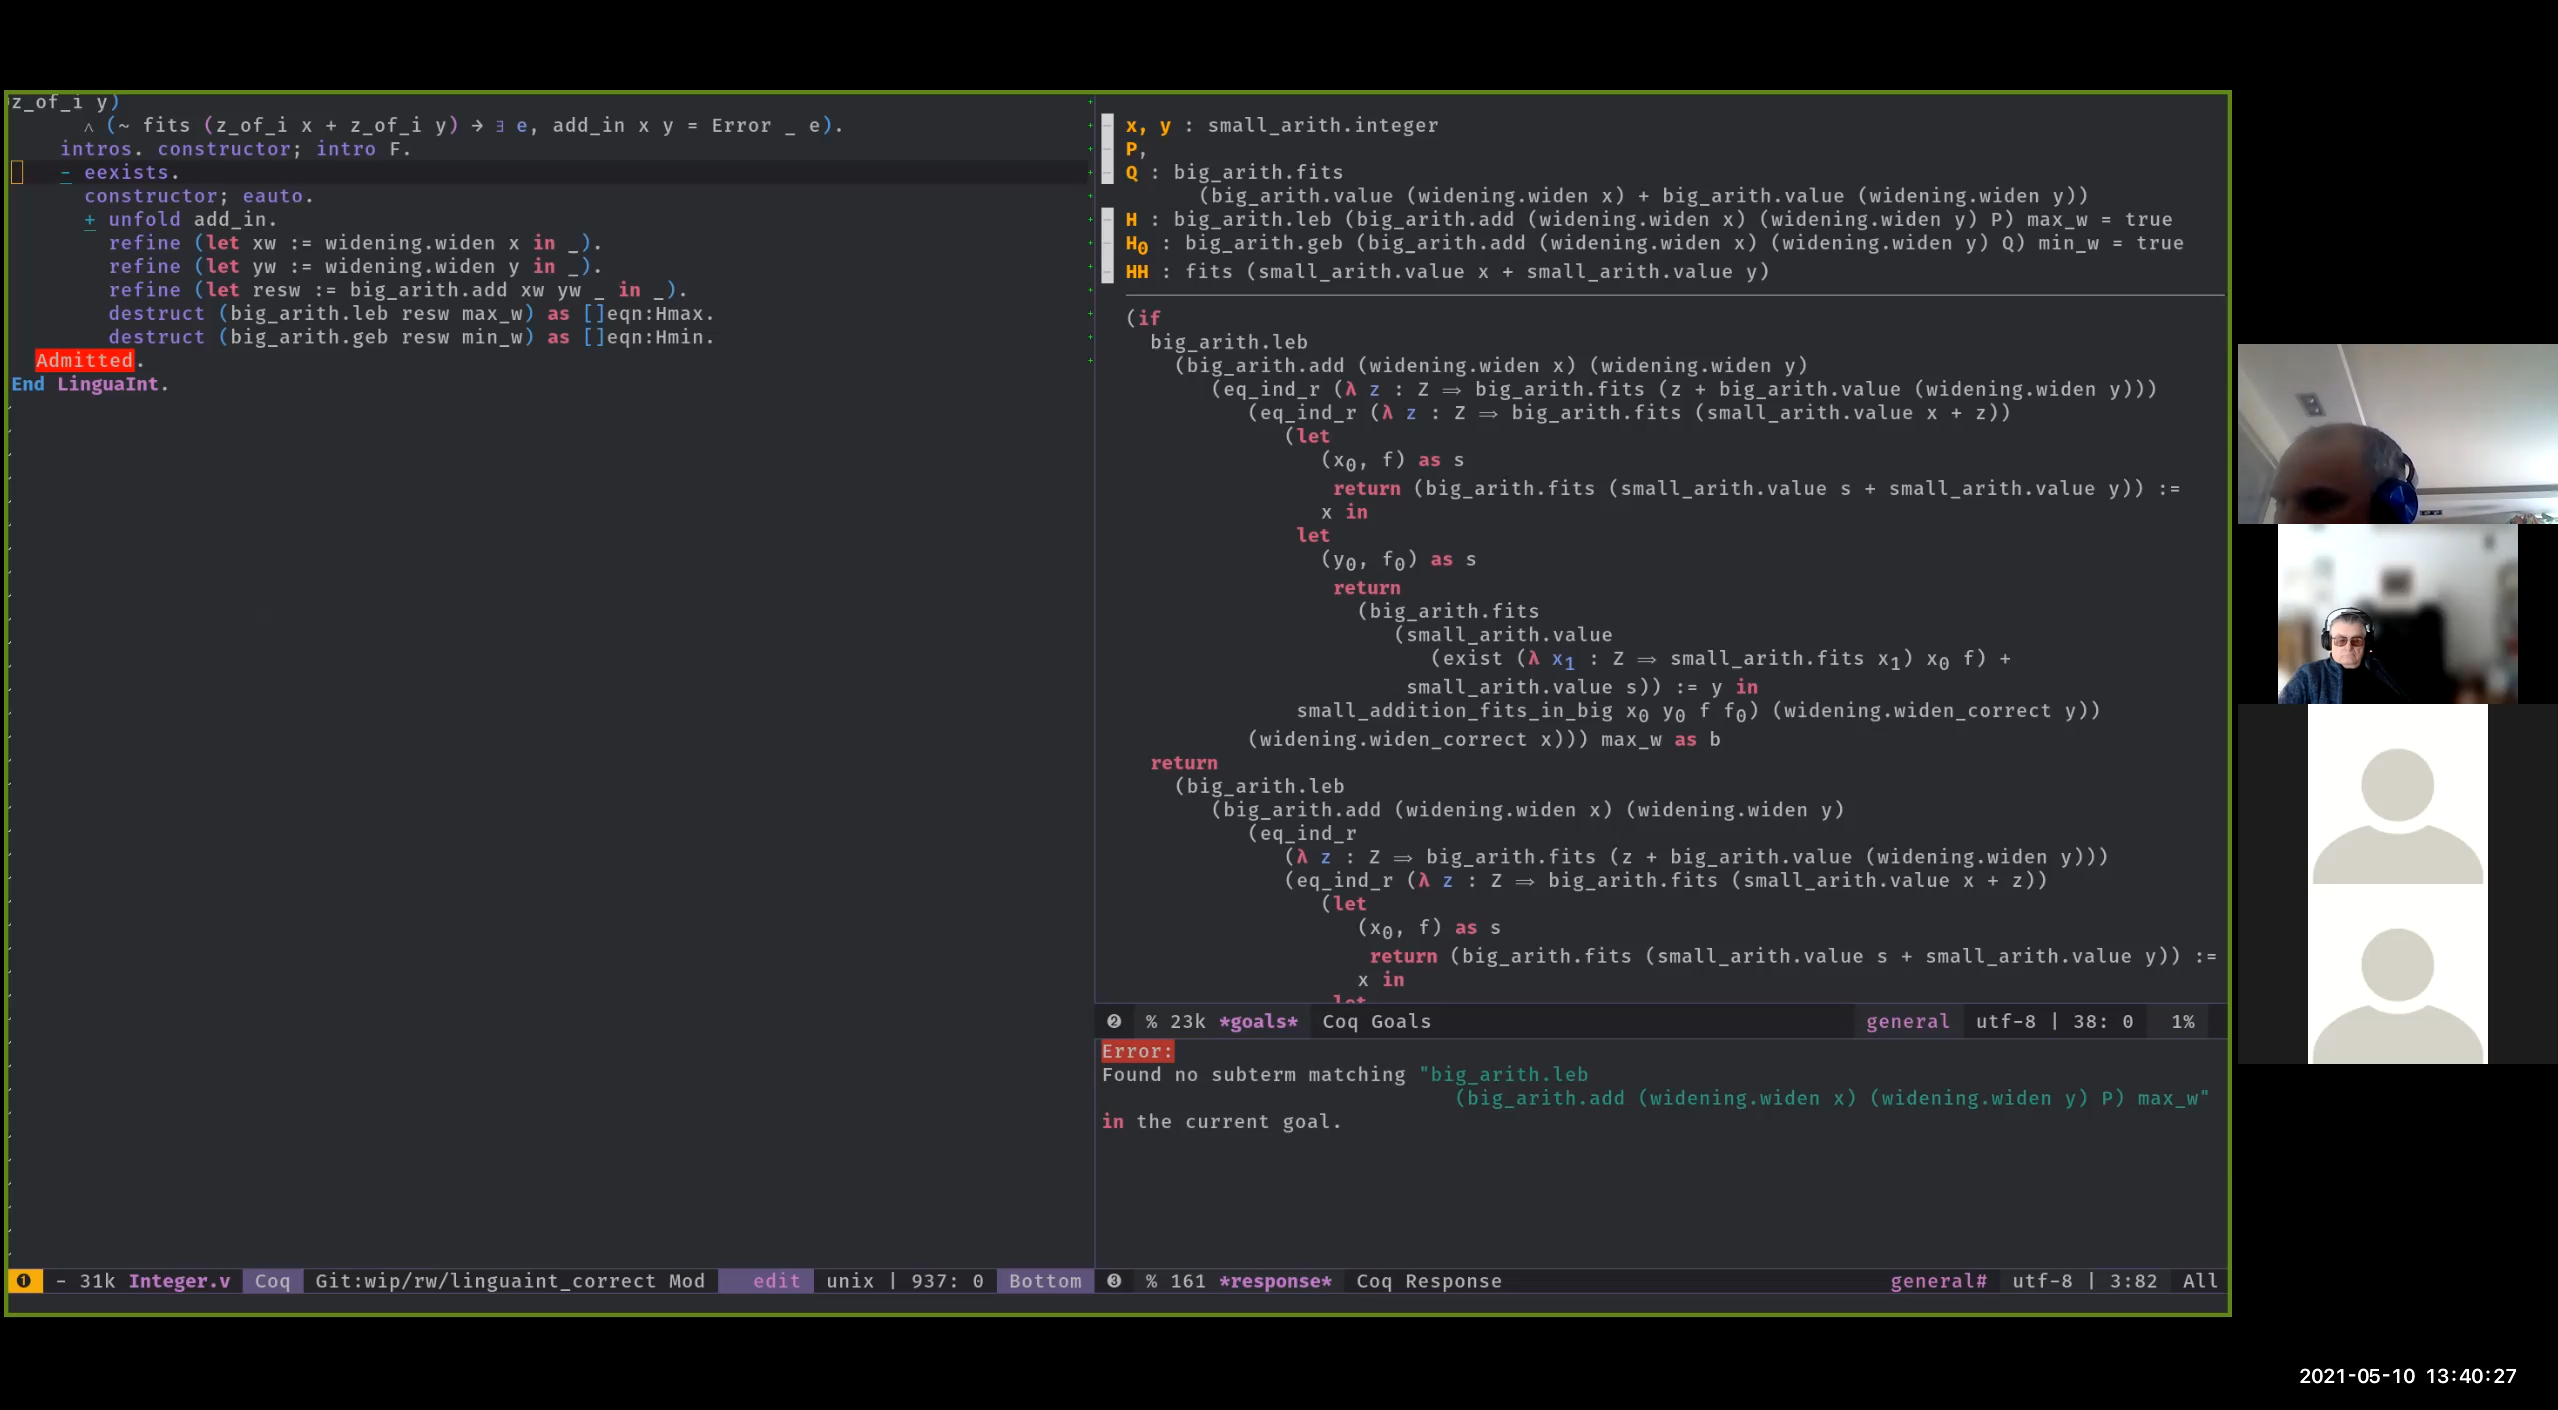 z_of_i y)
∧ (~ fits (z_of_i x + z_of_i y) → ∃ e, add_in x y = Error _ e).
intros. constructor; intro F.
- eexists.
constructor; eauto.
+ unfold add_in.
refine (let xw := widening.widen x in _).
refine (let yw := widening.widen y in _).
refine (let resw := big_arith.add xw yw _ in _).
destruct (big_arith.leb resw max_w) as []eqn:Hmax.
destruct (big_arith.geb resw min_w) as []eqn:Hmin.
Admitted.
End LinguaInt.
❶ - 31k Integer.v Coq Git:wip/rw/linguaint_correct Mod edit unix | 937: 0 Bottom
x, y : small_arith.integer
P,
Q : big_arith.fits
(big_arith.value (widening.widen x) + big_arith.value (widening.widen y))
H : big_arith.leb (big_arith.add (widening.widen x) (widening.widen y) P) max_w = true
H0 : big_arith.geb (big_arith.add (widening.widen x) (widening.widen y) Q) min_w = true
HH : fits (small_arith.value x + small_arith.value y)
(if
big_arith.leb
(big_arith.add (widening.widen x) (widening.widen y)
(eq_ind_r (λ z : Z ⇒ big_arith.fits (z + big_arith.value (widening.widen y)))
(eq_ind_r (λ z : Z ⇒ big_arith.fits (small_arith.value x + z))
(let
(x0, f) as s
return (big_arith.fits (small_arith.value s + small_arith.value y)) :=
x in
let
(y0, f0) as s
return
(big_arith.fits
(small_arith.value
(exist (λ x1 : Z ⇒ small_arith.fits x1) x0 f) +
small_arith.value s)) := y in
small_addition_fits_in_big x0 y0 f f0) (widening.widen_correct y))
(widening.widen_correct x))) max_w as b
return
(big_arith.leb
(big_arith.add (widening.widen x) (widening.widen y)
(eq_ind_r
(λ z : Z ⇒ big_arith.fits (z + big_arith.value (widening.widen y)))
(eq_ind_r (λ z : Z ⇒ big_arith.fits (small_arith.value x + z))
(let
(x0, f) as s
return (big_arith.fits (small_arith.value s + small_arith.value y)) :=
x in
let
❷ % 23k *goals* Coq Goals general utf-8 | 38: 0 1%
Error:
Found no subterm matching "big_arith.leb
(big_arith.add (widening.widen x) (widening.widen y) P) max_w"
in the current goal.
❸ % 161 *response* Coq Response general# utf-8 | 3:82 All
2021-05-10 13:40:27